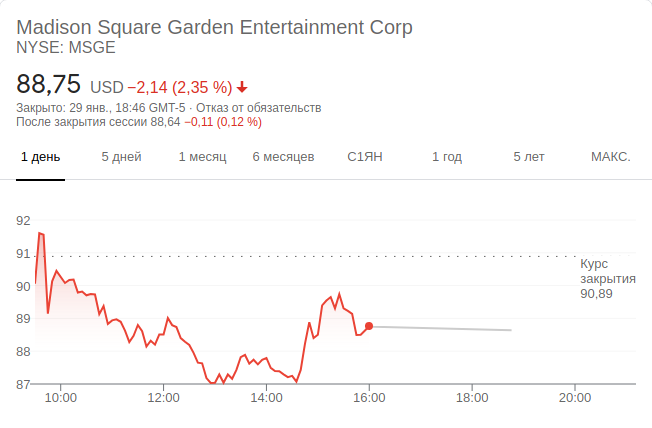 Madison Square Garden Entertainment Corp
NYSE: MSGE
88,75 USD −2,14 (2,35 %)
Закрыто: 29 янв., 18:46 GMT-5 · Отказ от обязательств
После закрытия сессии 88,64 −0,11 (0,12 %)
1 день 5 дней 1 месяц 6 месяцев С1ЯН 1 год 5 лет МАКС.
92
91
Курс
закрытия
90,89
90
89
88
87
10:00 12:00 14:00 16:00 18:00 20:00